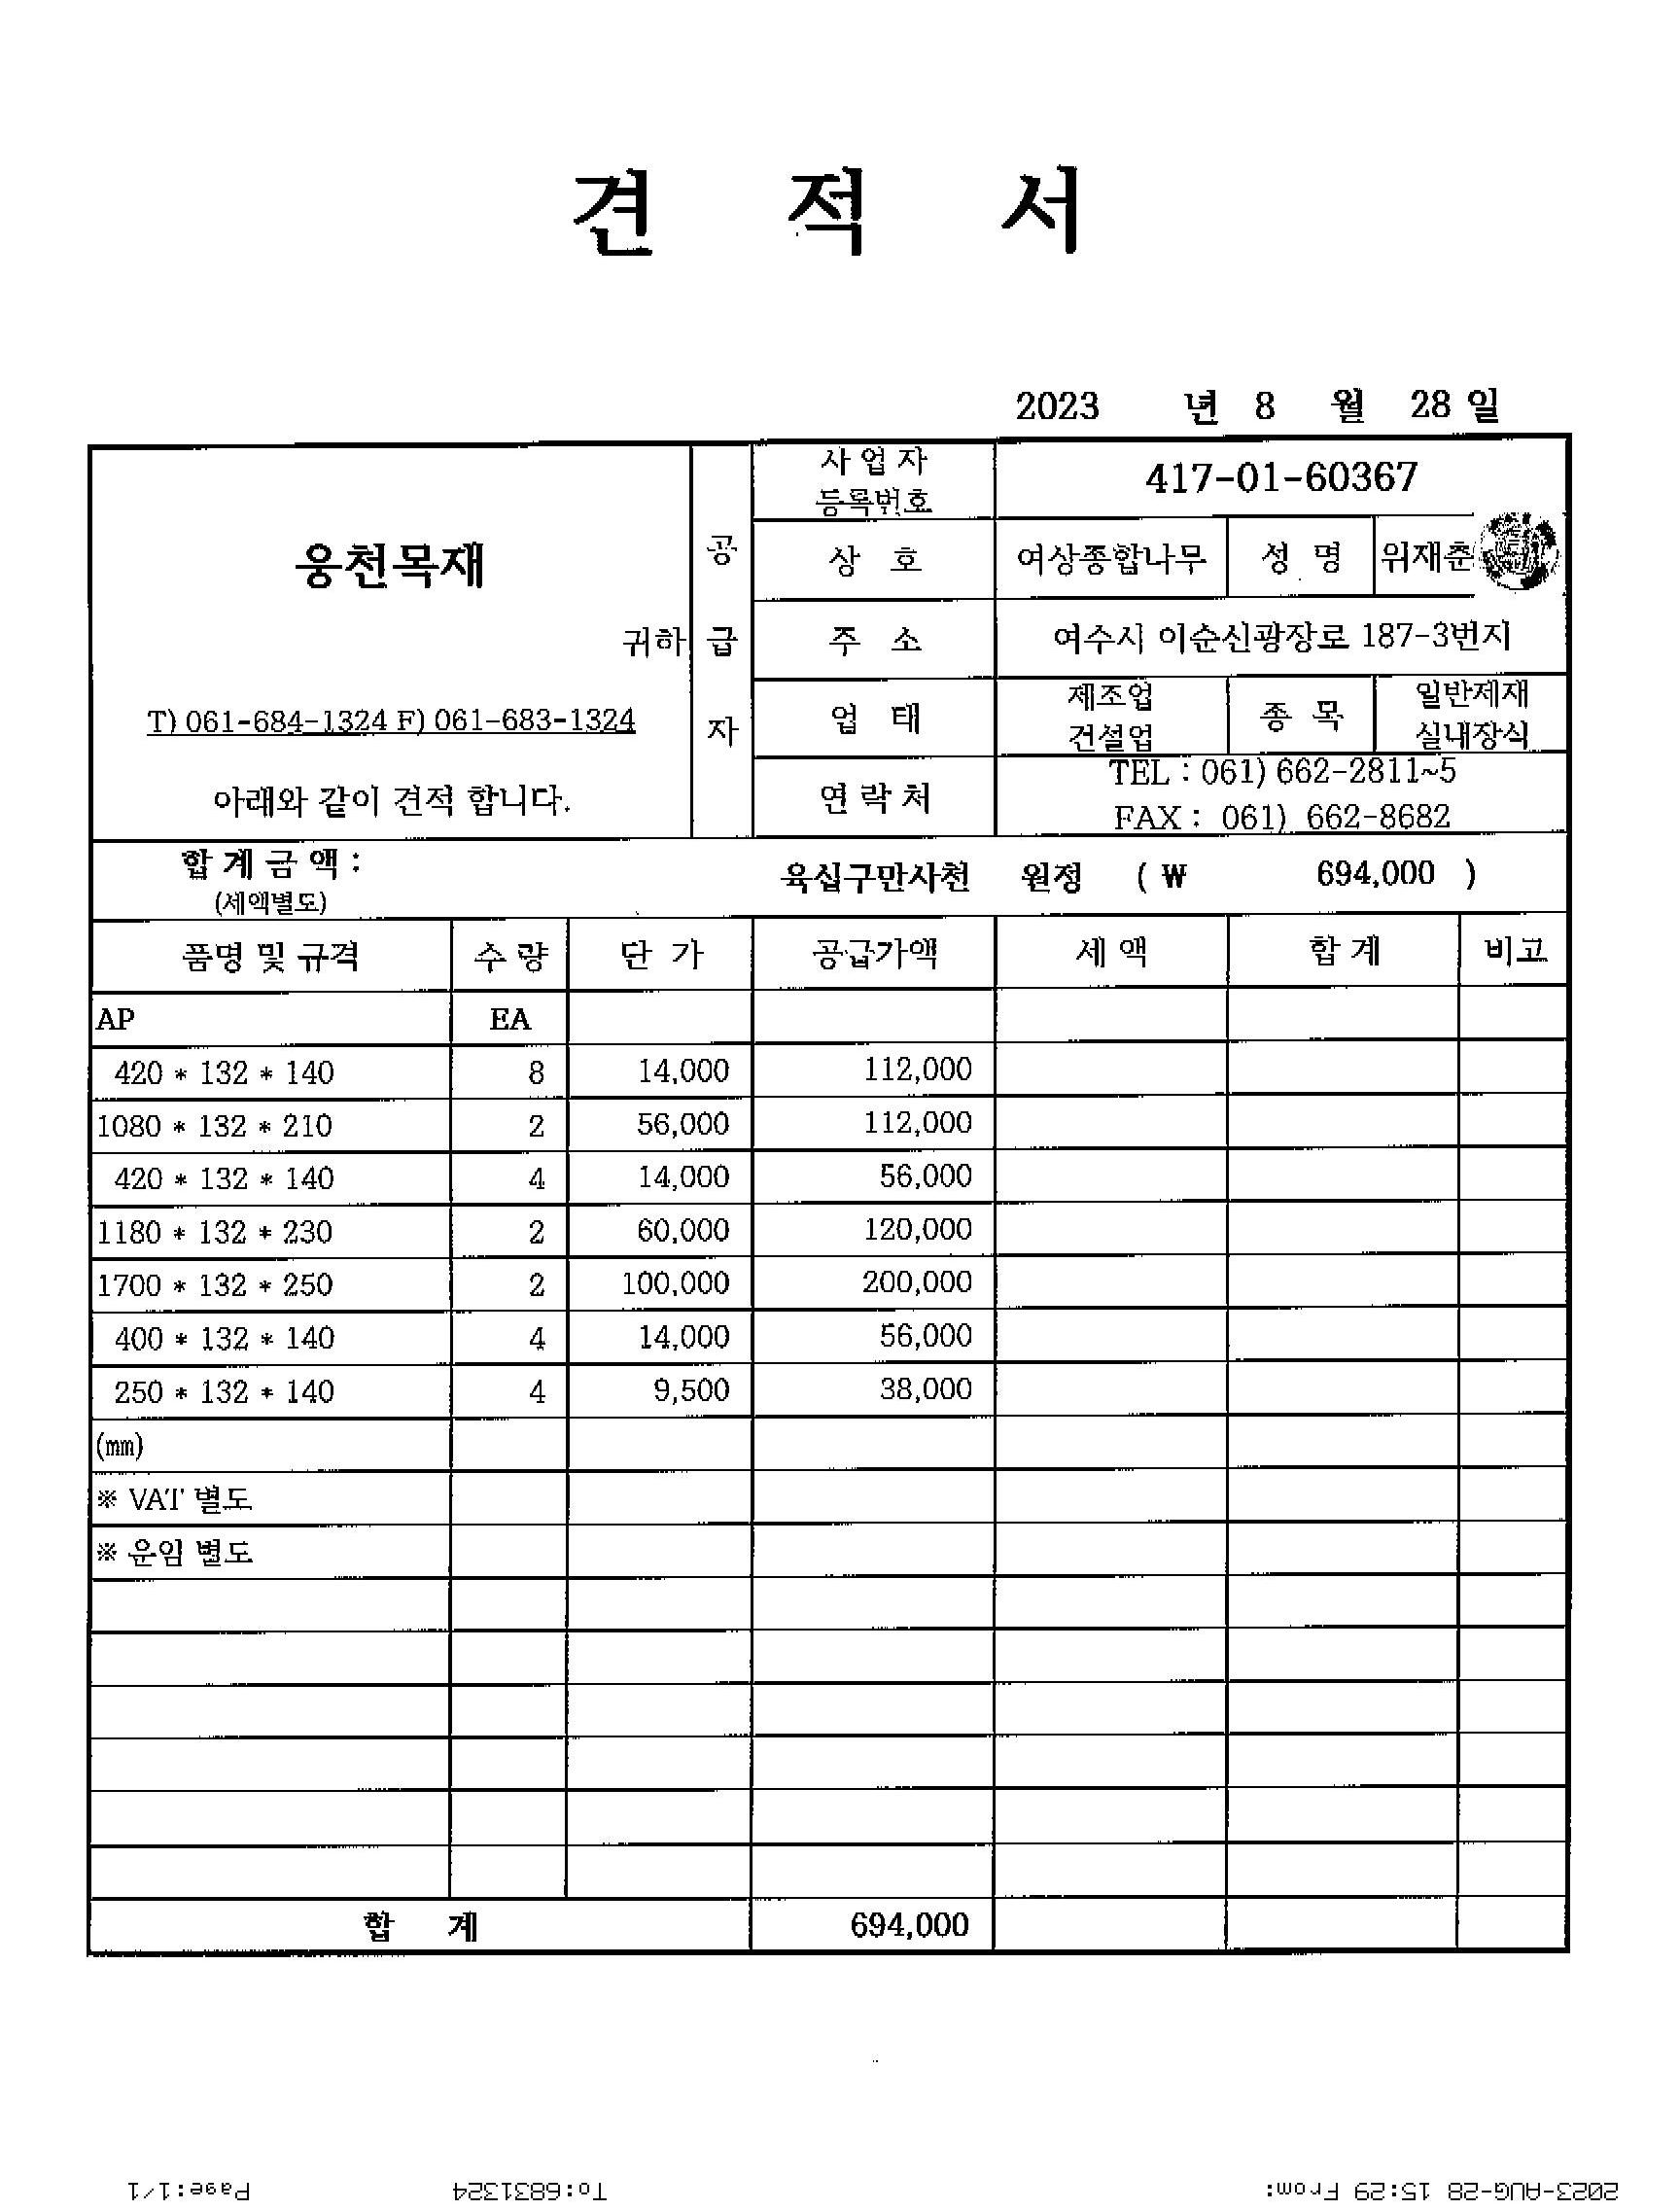 견 적 서
2023 년 8 월 28 일
웅천목재
귀하
T) 061-684-1324 F) 061-683-1324
아래와 같이 견적 합니다.
공
급
자
사 업 자
등록번호
417-01-60367
상 호 여상종합나무 성 명 위재춘
주 소 여수시 이순신광장로 187-3번지
업 태 제조업
건설업
종 목 일반제재
실내장식
연 락 처 TEL : 061) 662-2811~5
FAX : 061) 662-8682
합 계 금 액 : 육십구만사천 원정 ( ₩ 694,000 )
(세액별도)
품명 및 규격 수 량 단 가 공급가액 세 액 합 계 비고
AP EA
420 * 132 * 140 8 14,000 112,000
1080 * 132 * 210 2 56,000 112,000
420 * 132 * 140 4 14,000 56,000
1180 * 132 * 230 2 60,000 120,000
1700 * 132 * 250 2 100,000 200,000
400 * 132 * 140 4 14,000 56,000
250 * 132 * 140 4 9,500 38,000
(mm)
※ VAT 별도
※ 운임 별도
합 계 694,000
2023-AUG-28 15:29 From: To:6831324 Page:1/1